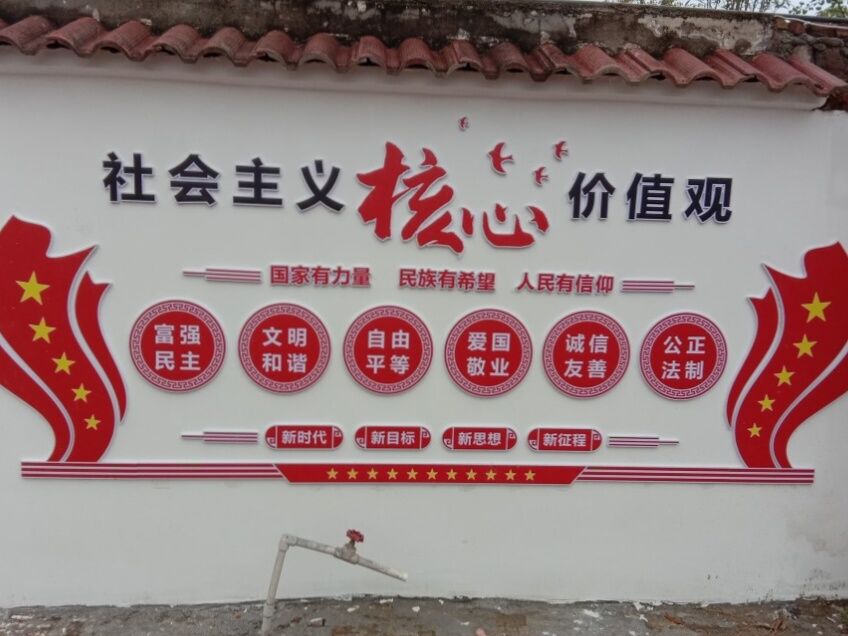 社会主义核心价值观
国家有力量 民族有希望 人民有信仰
富强 文明 自由 爱国 诚信 公正
民主 和谐 平等 敬业 友善 法制
新时代 新目标 新思想 新征程